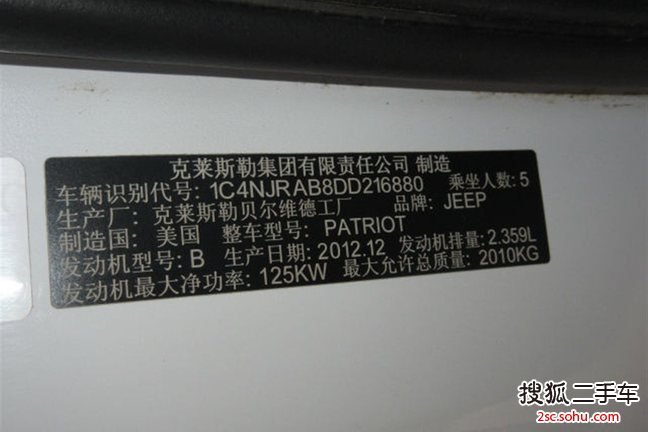 克莱斯勒集团有限责任公司 制造
车辆识别代号: 1C4NJRAB8DD216880 乘坐人数: 5
生产厂: 克莱斯勒贝尔维德工厂 品牌: JEEP
制造国: 美国 整车型号: PATRIOT
发动机型号: B 生产日期: 2012.12 发动机排量: 2.359L
发动机最大净功率: 125KW 最大允许总质量: 2010KG
搜狐二手车
2sc.sohu.com